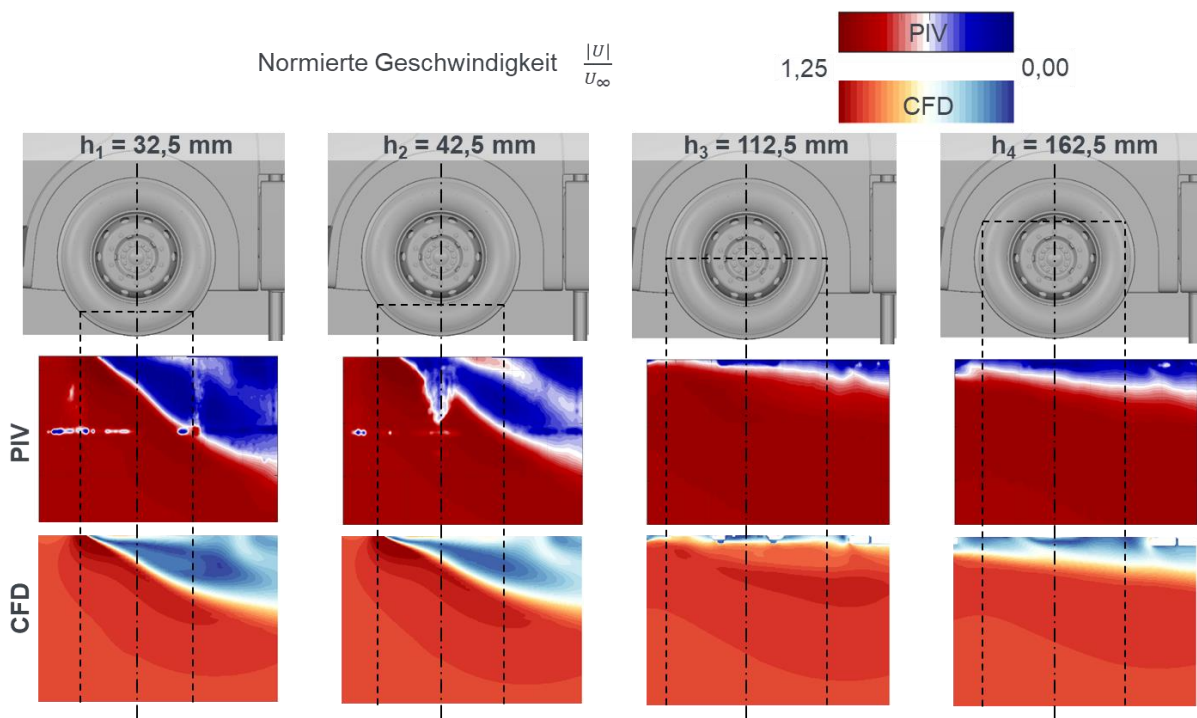 PIV
Normierte Geschwindigkeit |U|/U∞
1,25 0,00
CFD
h₁ = 32,5 mm h₂ = 42,5 mm h₃ = 112,5 mm h₄ = 162,5 mm
PIV
CFD